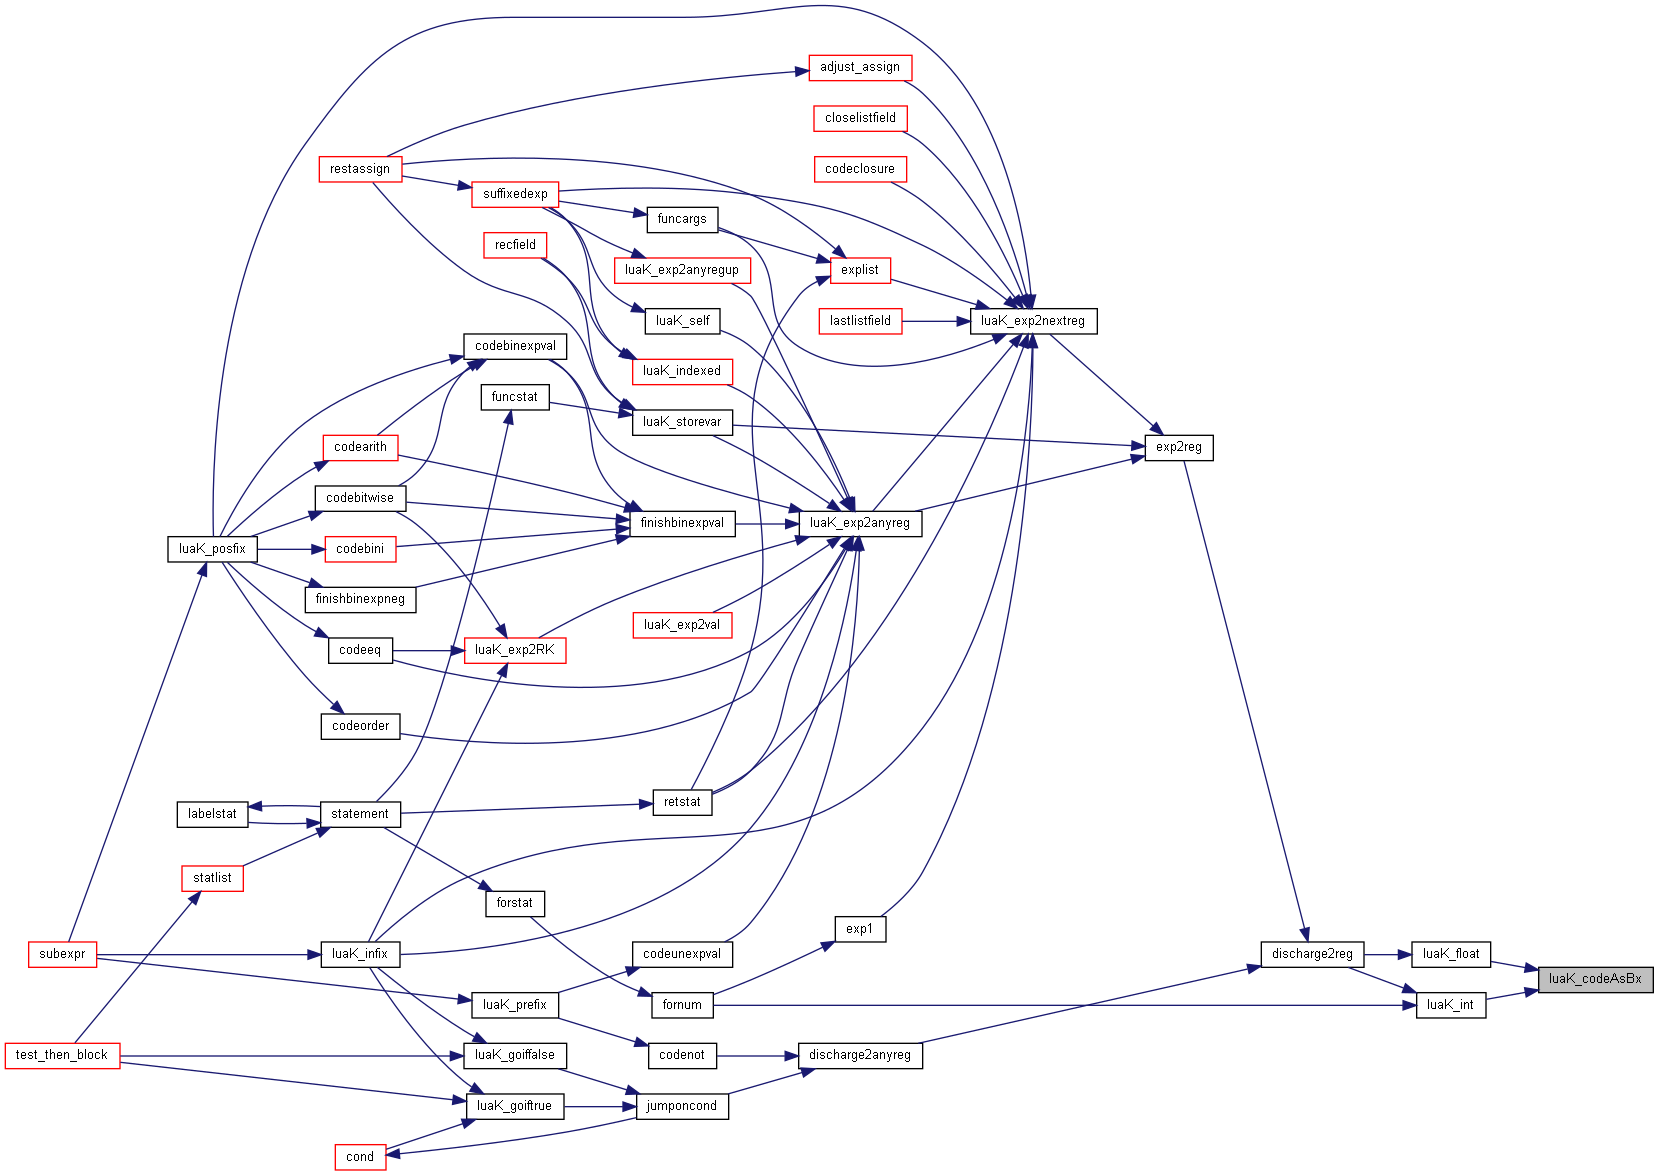 adjust_assign
closelistfield
restassign
codeclosure
suffixedexp
funcargs
recfield
luaK_exp2anyregup
explist
luaK_self
lastlistfield
luaK_exp2nextreg
codebinexpval
luaK_indexed
funcstat
luaK_storevar
codearith
exp2reg
codebitwise
finishbinexpval
luaK_exp2anyreg
luaK_posfix
codebini
finishbinexpneg
luaK_exp2val
codeeq
luaK_exp2RK
codeorder
retstat
labelstat
statement
statlist
forstat
exp1
subexpr
luaK_infix
codeunexpval
discharge2reg
luaK_float
luaK_codeAsBx
luaK_prefix
fornum
luaK_int
test_then_block
luaK_goiffalse
codenot
discharge2anyreg
luaK_goiftrue
jumponcond
cond